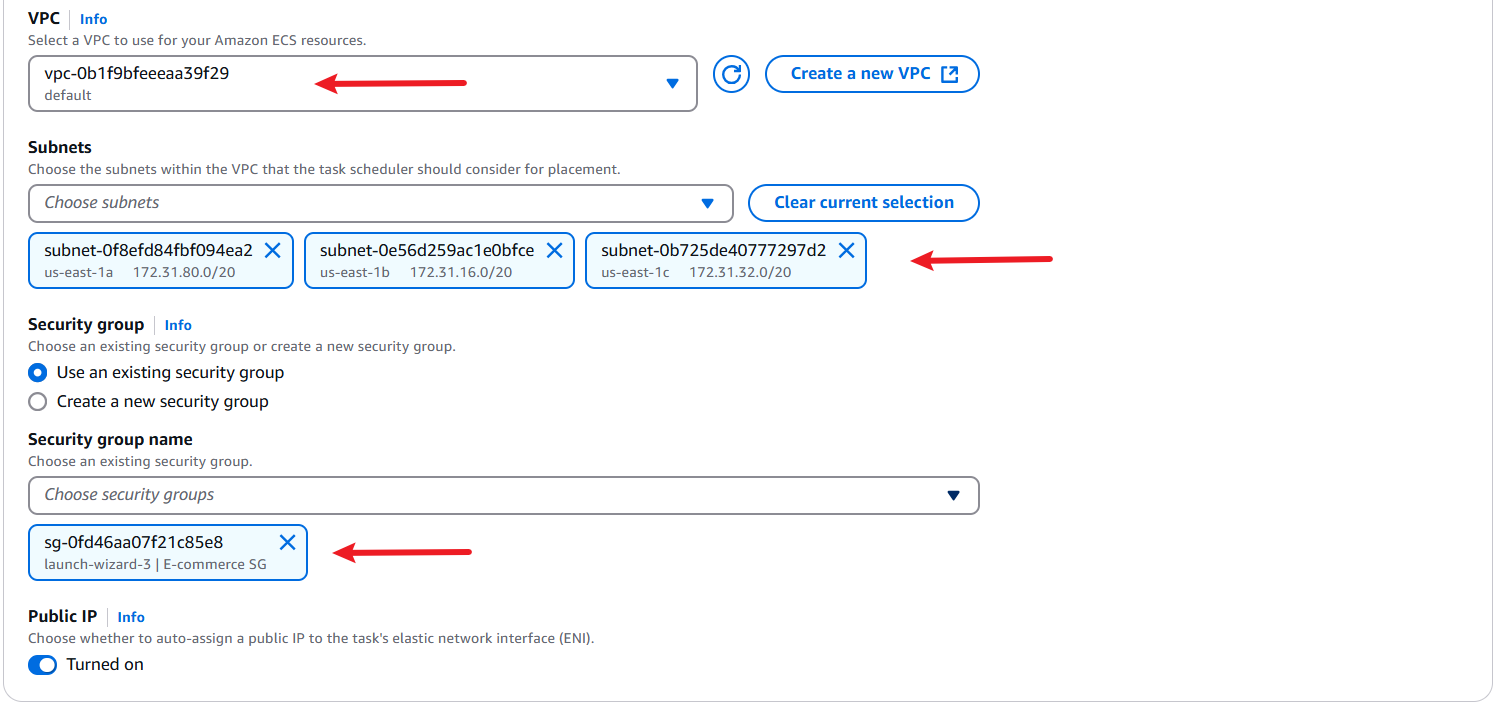 VPC Info
Select a VPC to use for your Amazon ECS resources.
vpc-0b1f9bfeeeaa39f29
default
Create a new VPC
Subnets
Choose the subnets within the VPC that the task scheduler should consider for placement.
Choose subnets
Clear current selection
subnet-0f8efd84fbf094ea2
us-east-1a 172.31.80.0/20
subnet-0e56d259ac1e0bfce
us-east-1b 172.31.16.0/20
subnet-0b725de40777297d2
us-east-1c 172.31.32.0/20
Security group Info
Choose an existing security group or create a new security group.
Use an existing security group
Create a new security group
Security group name
Choose an existing security group.
Choose security groups
sg-0fd46aa07f21c85e8
launch-wizard-3 | E-commerce SG
Public IP Info
Choose whether to auto-assign a public IP to the task's elastic network interface (ENI).
Turned on